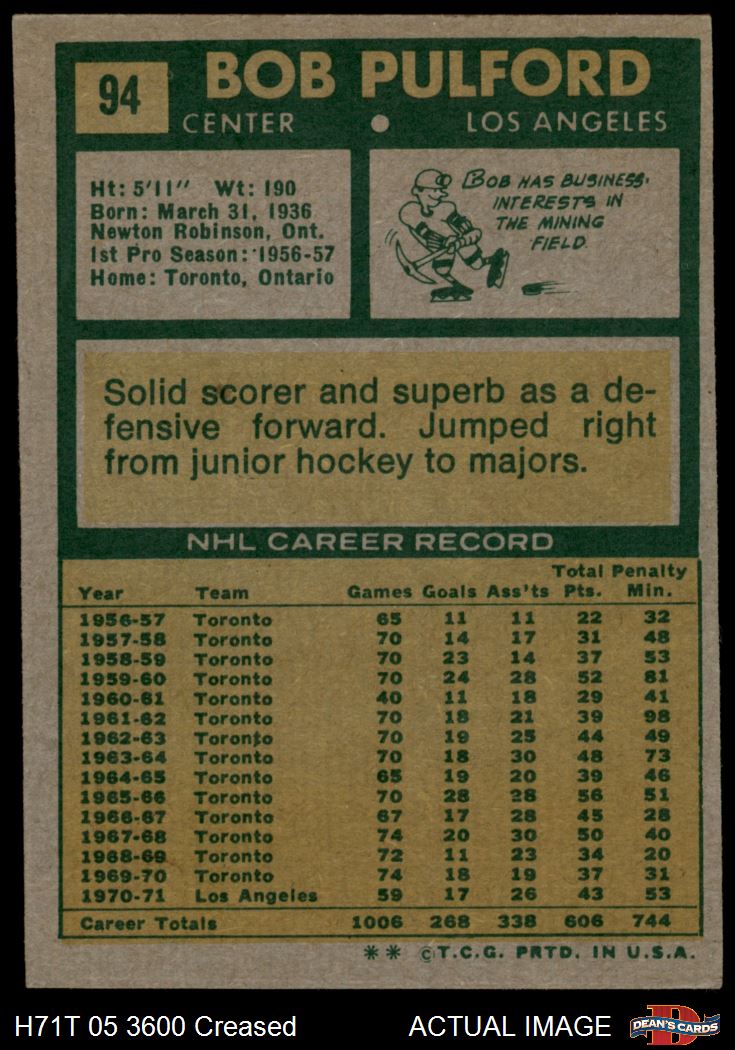 94
BOB PULFORD
CENTER • LOS ANGELES
Ht: 5'11" Wt: 190
Born: March 31, 1936
Newton Robinson, Ont.
1st Pro Season: 1956-57
Home: Toronto, Ontario
BOB HAS BUSINESS
INTERESTS IN
THE MINING
FIELD.
Solid scorer and superb as a de-
fensive forward. Jumped right
from junior hockey to majors.
NHL CAREER RECORD
Year Team Games Goals Ass'ts Total Pts. Penalty Min.
1956-57 Toronto 65 11 11 22 32
1957-58 Toronto 70 14 17 31 48
1958-59 Toronto 70 23 14 37 53
1959-60 Toronto 70 24 28 52 81
1960-61 Toronto 40 11 18 29 41
1961-62 Toronto 70 18 21 39 98
1962-63 Toronto 70 19 25 44 49
1963-64 Toronto 70 18 30 48 73
1964-65 Toronto 65 19 20 39 46
1965-66 Toronto 70 28 28 56 51
1966-67 Toronto 67 17 28 45 28
1967-68 Toronto 74 20 30 50 40
1968-69 Toronto 72 11 23 34 20
1969-70 Toronto 74 18 19 37 31
1970-71 Los Angeles 59 17 26 43 53
Career Totals 1006 268 338 606 744
** ©T.C.G. PRTD. IN U.S.A.
H71T 05 3600 Creased ACTUAL IMAGE
DEAN'S CARDS